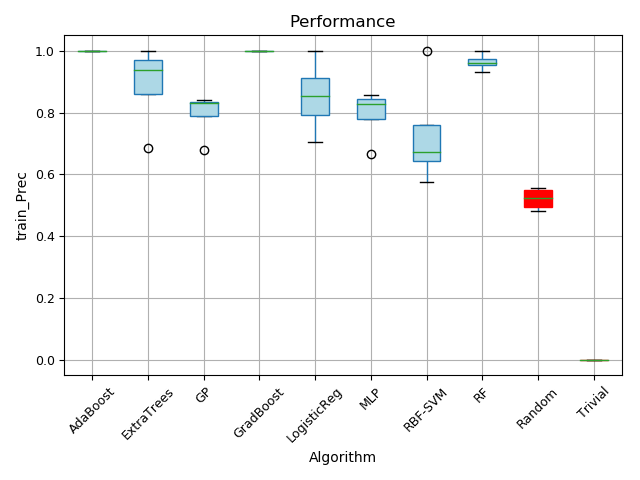 Performance
train_Prec
1.0
0.8
0.6
0.4
0.2
0.0
AdaBoost
ExtraTrees
GP
GradBoost
LogisticReg
MLP
RBF-SVM
RF
Random
Trivial
Algorithm